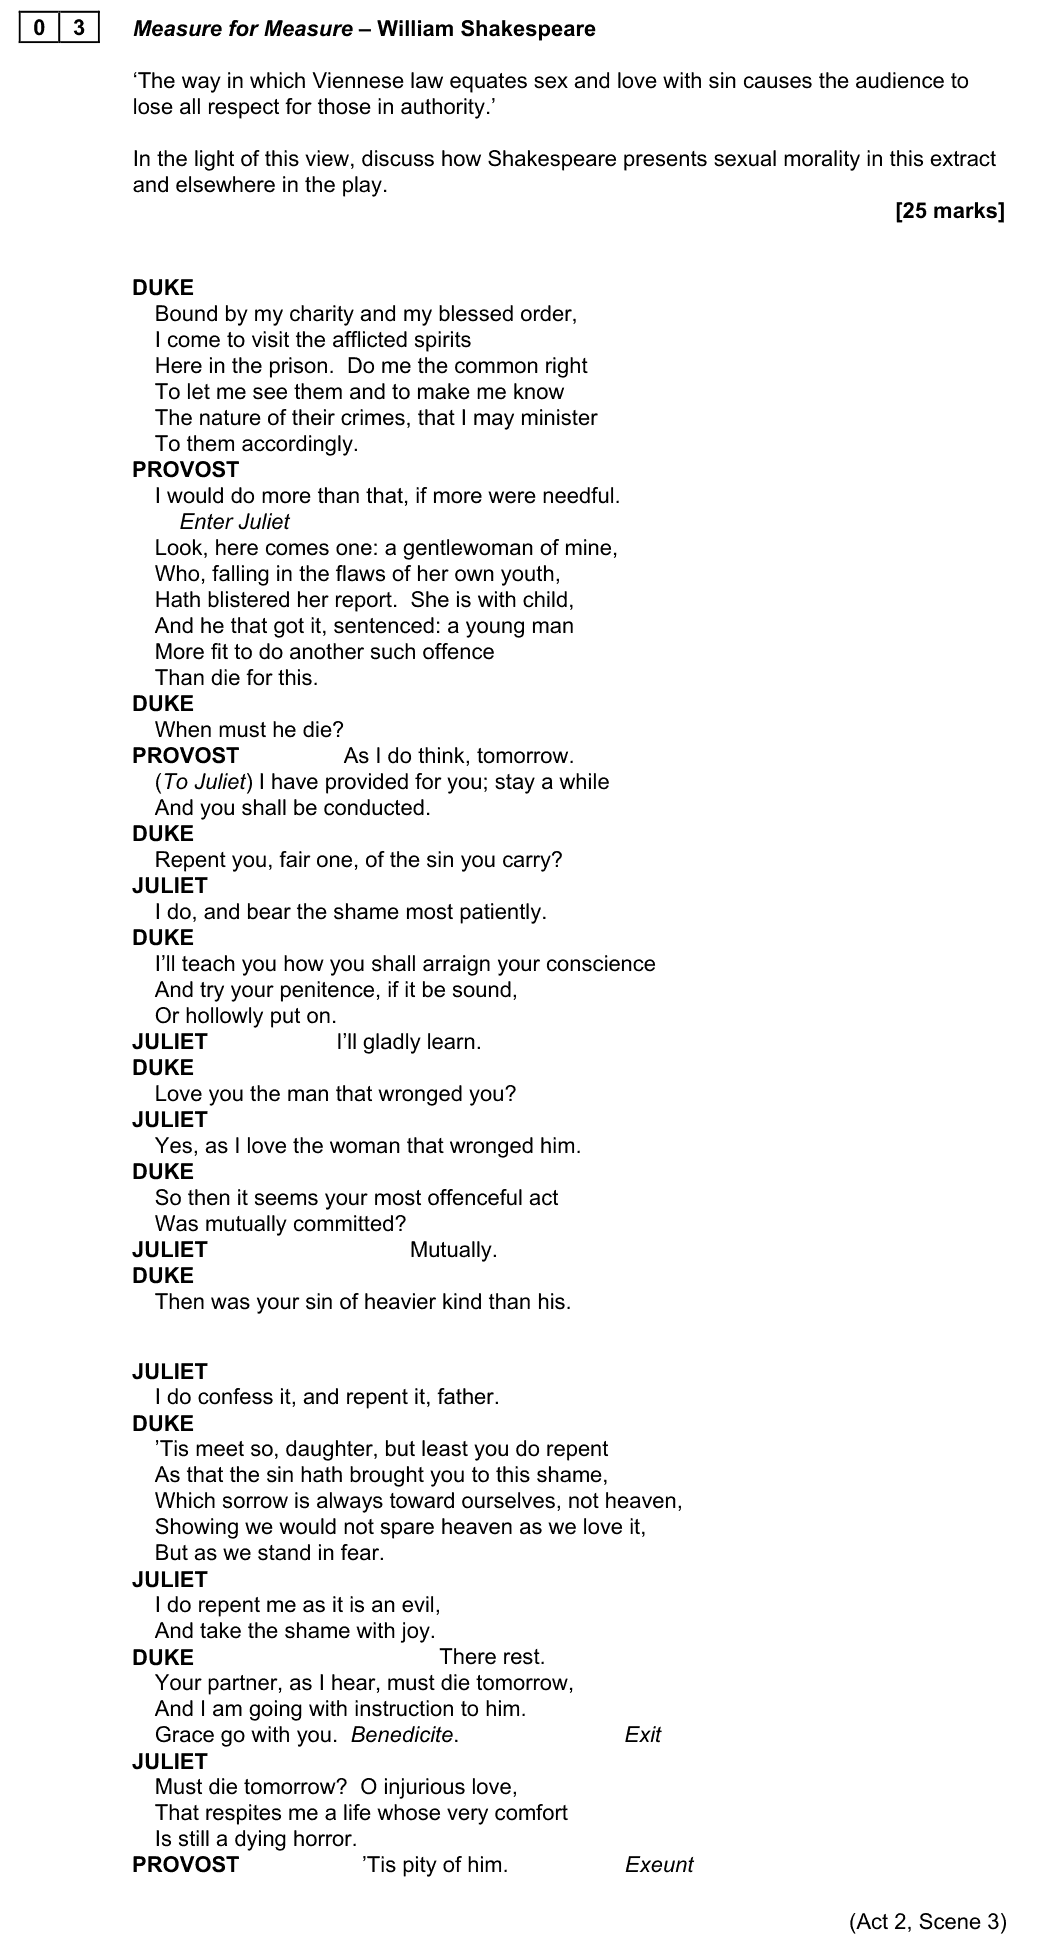 0 3 Measure for Measure – William Shakespeare
‘The way in which Viennese law equates sex and love with sin causes the audience to
lose all respect for those in authority.’
In the light of this view, discuss how Shakespeare presents sexual morality in this extract
and elsewhere in the play.
[25 marks]
DUKE
Bound by my charity and my blessed order,
I come to visit the afflicted spirits
Here in the prison. Do me the common right
To let me see them and to make me know
The nature of their crimes, that I may minister
To them accordingly.
PROVOST
I would do more than that, if more were needful.
Enter Juliet
Look, here comes one: a gentlewoman of mine,
Who, falling in the flaws of her own youth,
Hath blistered her report. She is with child,
And he that got it, sentenced: a young man
More fit to do another such offence
Than die for this.
DUKE
When must he die?
PROVOST As I do think, tomorrow.
(To Juliet) I have provided for you; stay a while
And you shall be conducted.
DUKE
Repent you, fair one, of the sin you carry?
JULIET
I do, and bear the shame most patiently.
DUKE
I’ll teach you how you shall arraign your conscience
And try your penitence, if it be sound,
Or hollowly put on.
JULIET I’ll gladly learn.
DUKE
Love you the man that wronged you?
JULIET
Yes, as I love the woman that wronged him.
DUKE
So then it seems your most offenceful act
Was mutually committed?
JULIET Mutually.
DUKE
Then was your sin of heavier kind than his.
JULIET
I do confess it, and repent it, father.
DUKE
’Tis meet so, daughter, but least you do repent
As that the sin hath brought you to this shame,
Which sorrow is always toward ourselves, not heaven,
Showing we would not spare heaven as we love it,
But as we stand in fear.
JULIET
I do repent me as it is an evil,
And take the shame with joy.
DUKE There rest.
Your partner, as I hear, must die tomorrow,
And I am going with instruction to him.
Grace go with you. Benedicite. Exit
JULIET
Must die tomorrow? O injurious love,
That respites me a life whose very comfort
Is still a dying horror.
PROVOST ’Tis pity of him. Exeunt
(Act 2, Scene 3)